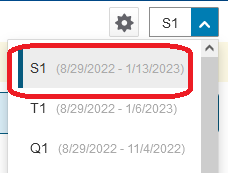 S1
S1 (8/29/2022 - 1/13/2023)
T1 (8/29/2022 - 1/6/2023)
Q1 (8/29/2022 - 11/4/2022)